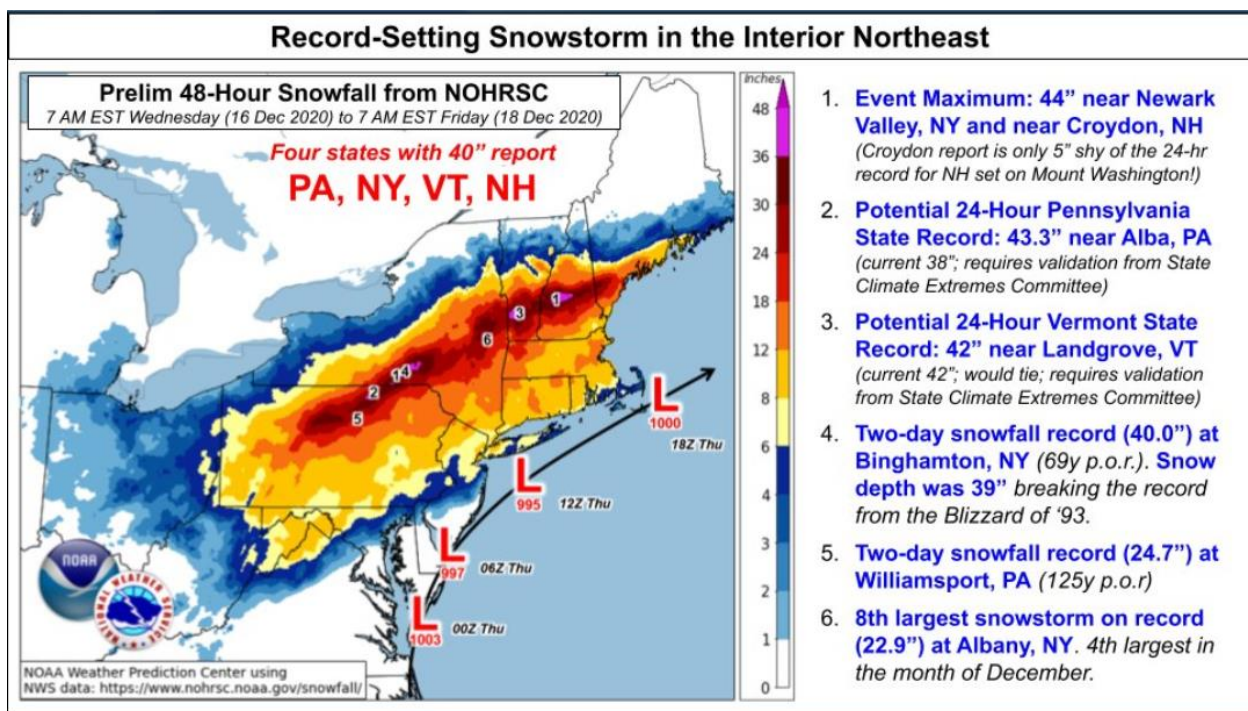 Record-Setting Snowstorm in the Interior Northeast
Prelim 48-Hour Snowfall from NOHRSC
7 AM EST Wednesday (16 Dec 2020) to 7 AM EST Friday (18 Dec 2020)
Four states with 40” report
PA, NY, VT, NH
1
3
6
14
2
5
L
1000
18Z Thu
L
995
12Z Thu
L
997
06Z Thu
L
1003
00Z Thu
NOAA
NATIONAL WEATHER SERVICE
NOAA Weather Prediction Center using
NWS data: https://www.nohrsc.noaa.gov/snowfall/
Inches
48
36
30
24
18
12
8
6
4
3
2
1
0
1. Event Maximum: 44” near Newark
Valley, NY and near Croydon, NH
(Croydon report is only 5” shy of the 24-hr
record for NH set on Mount Washington!)
2. Potential 24-Hour Pennsylvania
State Record: 43.3” near Alba, PA
(current 38”; requires validation from State
Climate Extremes Committee)
3. Potential 24-Hour Vermont State
Record: 42” near Landgrove, VT
(current 42”; would tie; requires validation
from State Climate Extremes Committee)
4. Two-day snowfall record (40.0”) at
Binghamton, NY (69y p.o.r.). Snow
depth was 39” breaking the record
from the Blizzard of ‘93.
5. Two-day snowfall record (24.7”) at
Williamsport, PA (125y p.o.r)
6. 8th largest snowstorm on record
(22.9”) at Albany, NY. 4th largest in
the month of December.